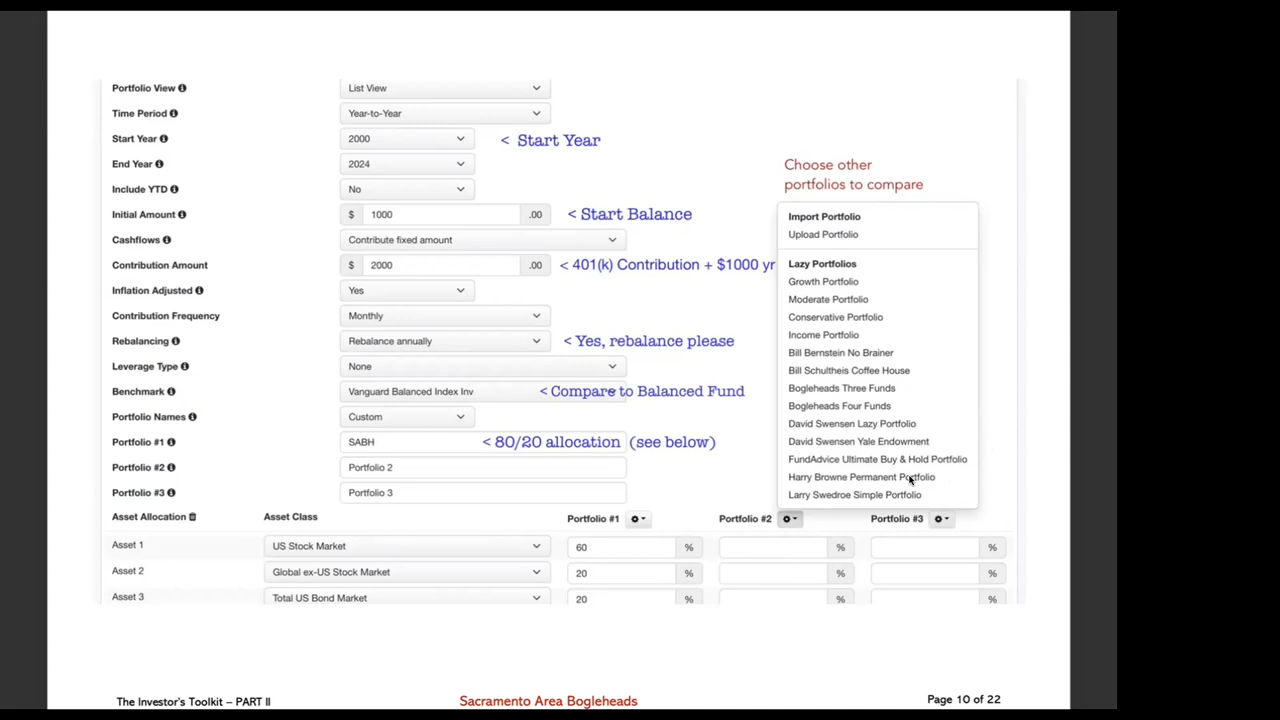 Portfolio View List View
Time Period Year-to-Year
Start Year 2000 < Start Year
End Year 2024
Include YTD No
Initial Amount $ 1000 .00 < Start Balance
Cashflows Contribute fixed amount
Contribution Amount $ 2000 .00 < 401(k) Contribution + $1000 yr
Inflation Adjusted Yes
Contribution Frequency Monthly
Rebalancing Rebalance annually < Yes, rebalance please
Leverage Type None
Benchmark Vanguard Balanced Index Inv < Compare to Balanced Fund
Portfolio Names Custom
Portfolio #1 SABH < 80/20 allocation (see below)
Portfolio #2 Portfolio 2
Portfolio #3 Portfolio 3
Choose other
portfolios to compare
Import Portfolio
Upload Portfolio
Lazy Portfolios
Growth Portfolio
Moderate Portfolio
Conservative Portfolio
Income Portfolio
Bill Bernstein No Brainer
Bill Schultheis Coffee House
Bogleheads Three Funds
Bogleheads Four Funds
David Swensen Lazy Portfolio
David Swensen Yale Endowment
FundAdvice Ultimate Buy & Hold Portfolio
Harry Browne Permanent Portfolio
Larry Swedroe Simple Portfolio
Asset Allocation Asset Class Portfolio #1 Portfolio #2 Portfolio #3
Asset 1 US Stock Market 60 % % %
Asset 2 Global ex-US Stock Market 20 % % %
Asset 3 Total US Bond Market 20 % % %
The Investor's Toolkit – PART II Sacramento Area Bogleheads Page 10 of 22